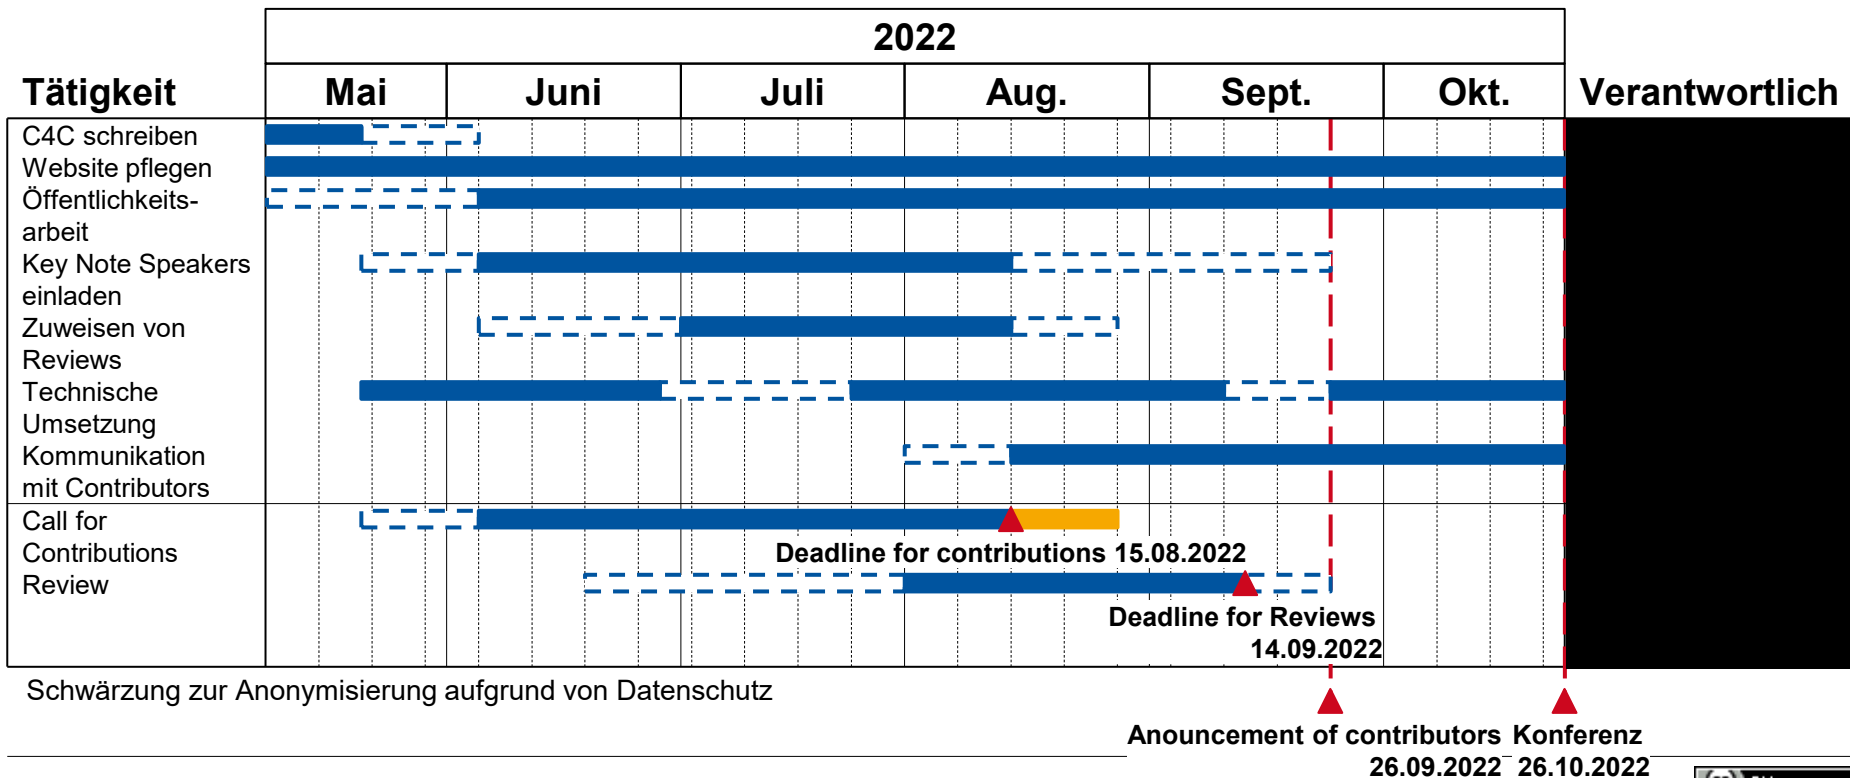 2022
Tätigkeit Mai Juni Juli Aug. Sept. Okt. Verantwortlich
C4C schreiben
Website pflegen
Öffentlichkeits-
arbeit
Key Note Speakers
einladen
Zuweisen von
Reviews
Technische
Umsetzung
Kommunikation
mit Contributors
Call for
Contributions
Deadline for contributions 15.08.2022
Review
Deadline for Reviews
14.09.2022
Schwärzung zur Anonymisierung aufgrund von Datenschutz
Anouncement of contributors
26.09.2022
Konferenz
26.10.2022